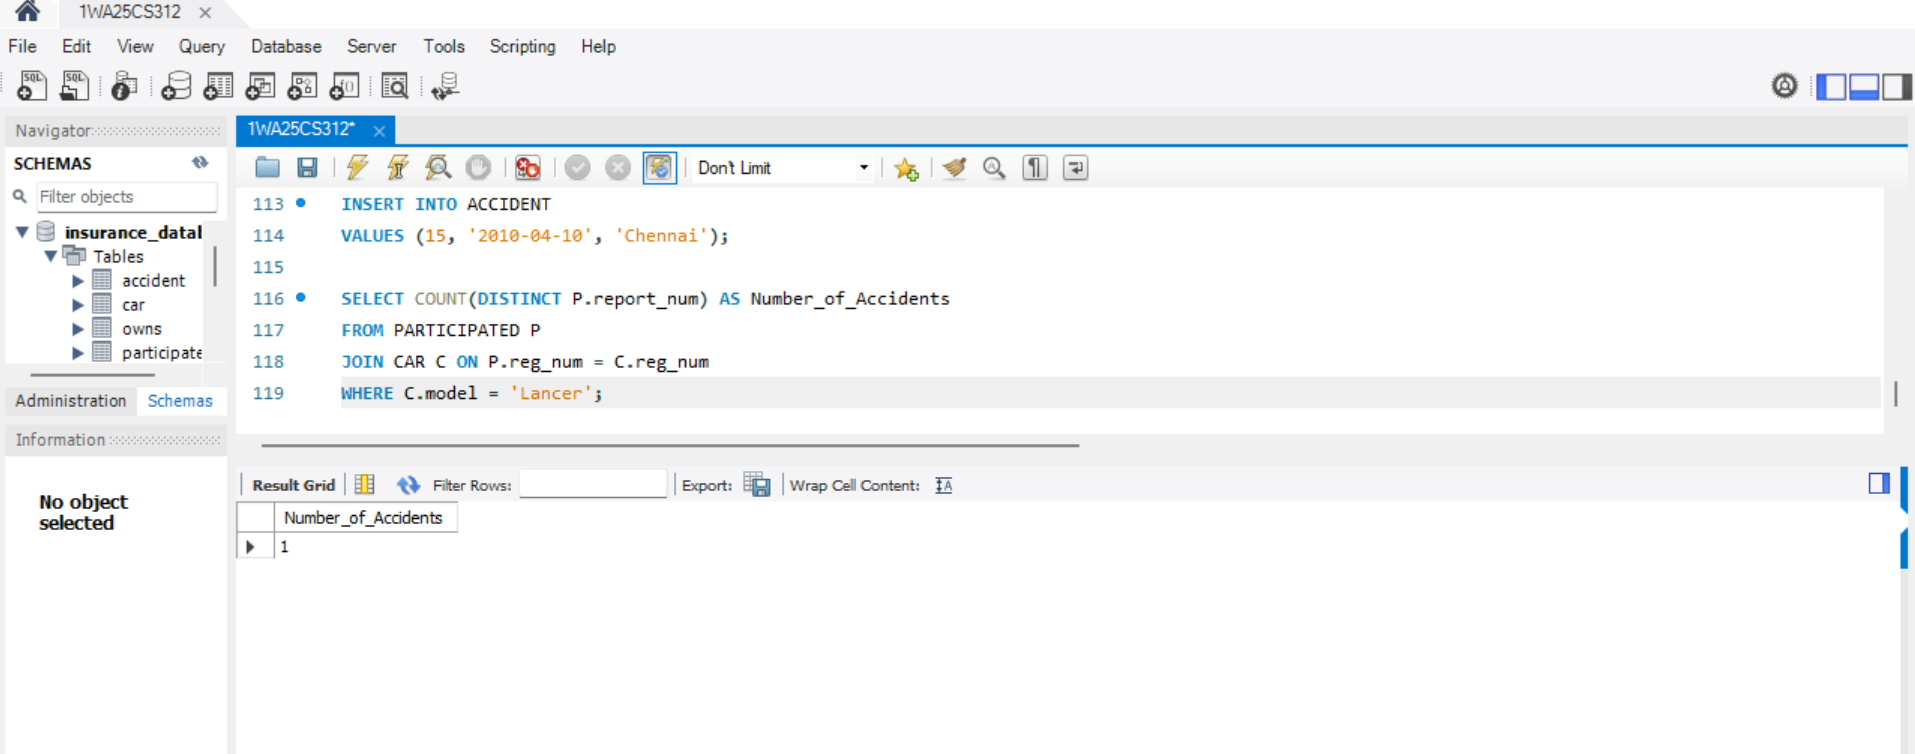 1WA25CS312 ×
File Edit View Query Database Server Tools Scripting Help
SQL SQL
Navigator
1WA25CS312* ×
SCHEMAS
Don't Limit
Filter objects
insurance_datal
Tables
accident
car
owns
participate
Administration Schemas
Information
No object
selected
113 INSERT INTO ACCIDENT
114 VALUES (15, '2010-04-10', 'Chennai');
115
116 SELECT COUNT(DISTINCT P.report_num) AS Number_of_Accidents
117 FROM PARTICIPATED P
118 JOIN CAR C ON P.reg_num = C.reg_num
119 WHERE C.model = 'Lancer';
Result Grid Filter Rows: Export: Wrap Cell Content:
Number_of_Accidents
1